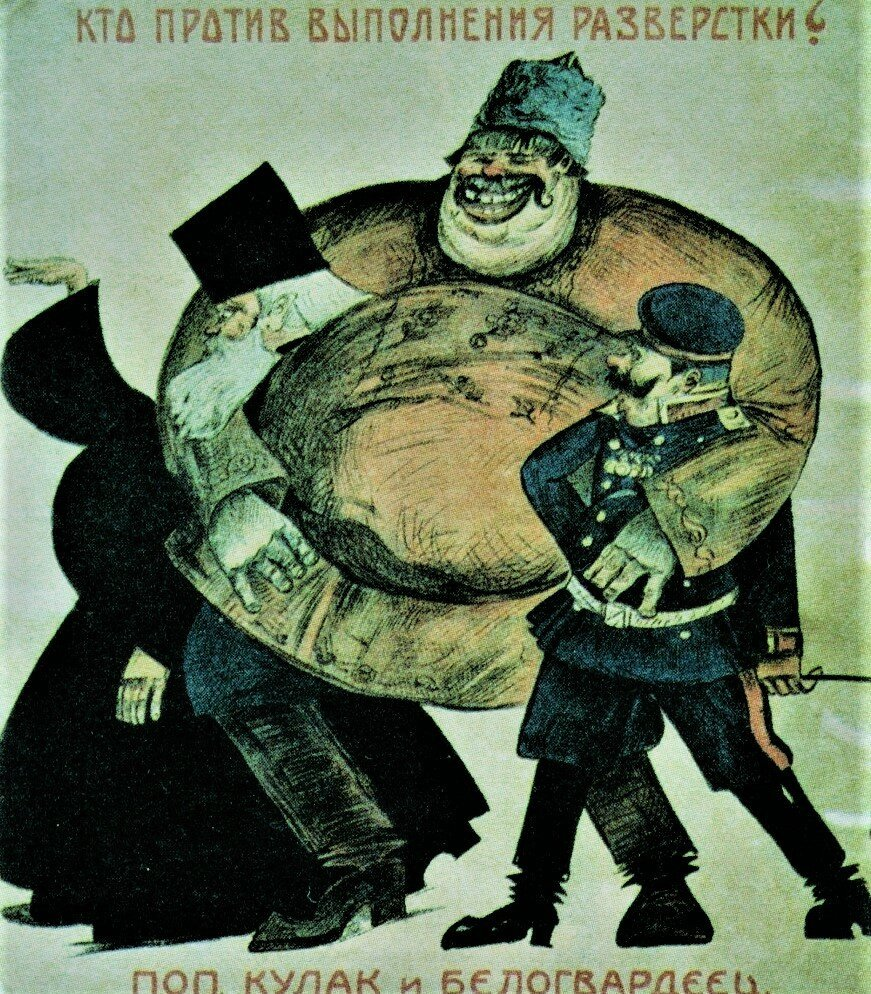 КТО ПРОТИВ ВЫПОЛНЕНИЯ РАЗВЕРСТКИ?
ПОП, КУЛАК и БЕЛОГВАРДЕЕЦ.